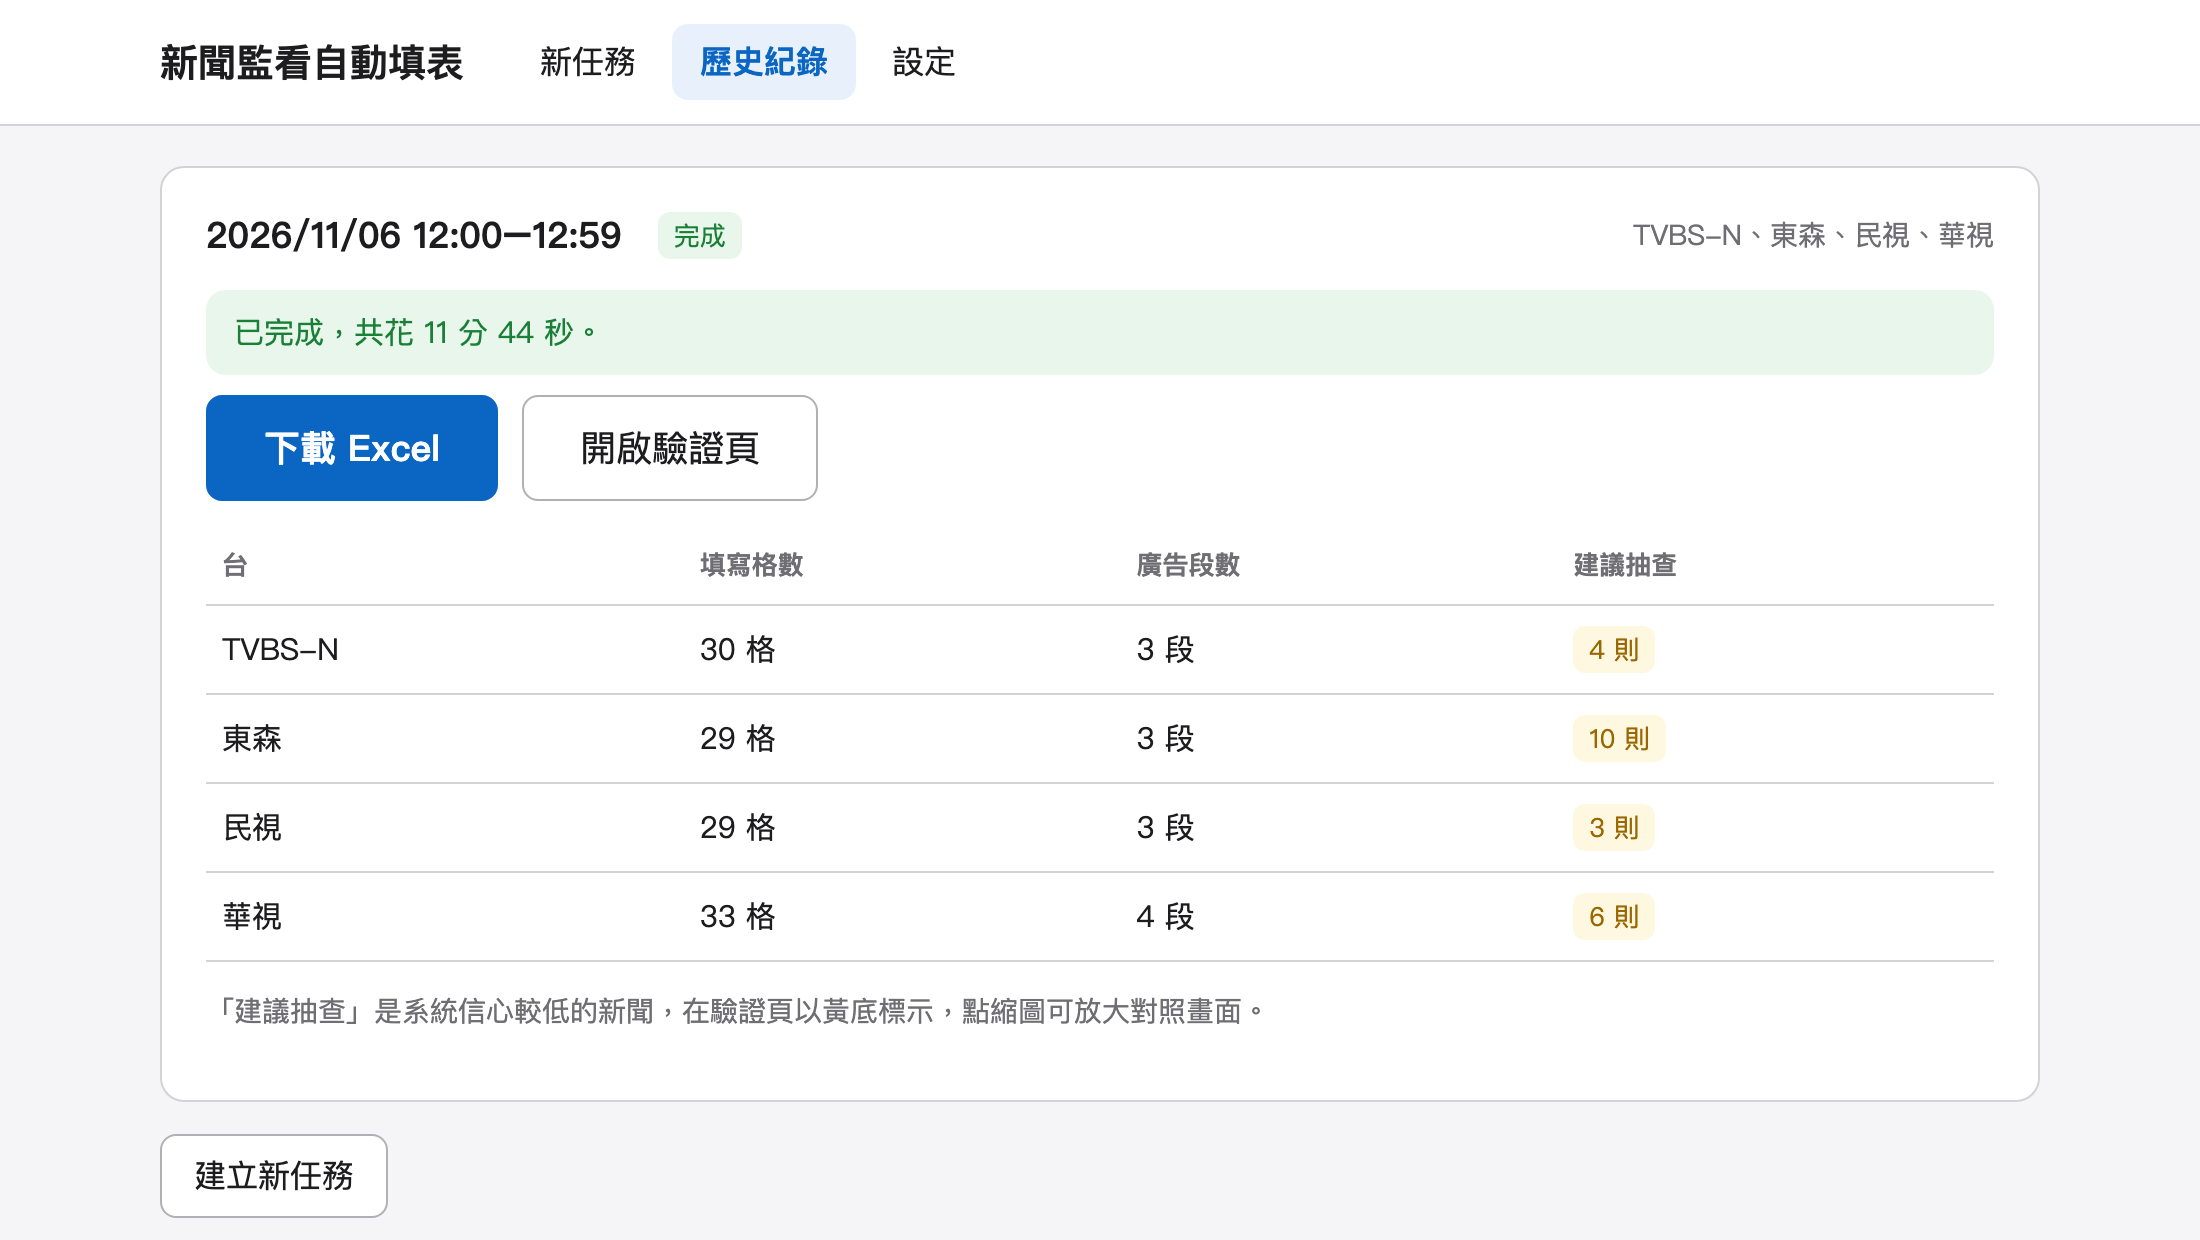 新聞監看自動填表 新任務 歷史紀錄 設定
2026/11/06 12:00–12:59 完成 TVBS–N、東森、民視、華視
已完成，共花 11 分 44 秒。
下載 Excel 開啟驗證頁
台 填寫格數 廣告段數 建議抽查
TVBS–N 30 格 3 段 4 則
東森 29 格 3 段 10 則
民視 29 格 3 段 3 則
華視 33 格 4 段 6 則
「建議抽查」是系統信心較低的新聞，在驗證頁以黃底標示，點縮圖可放大對照畫面。
建立新任務